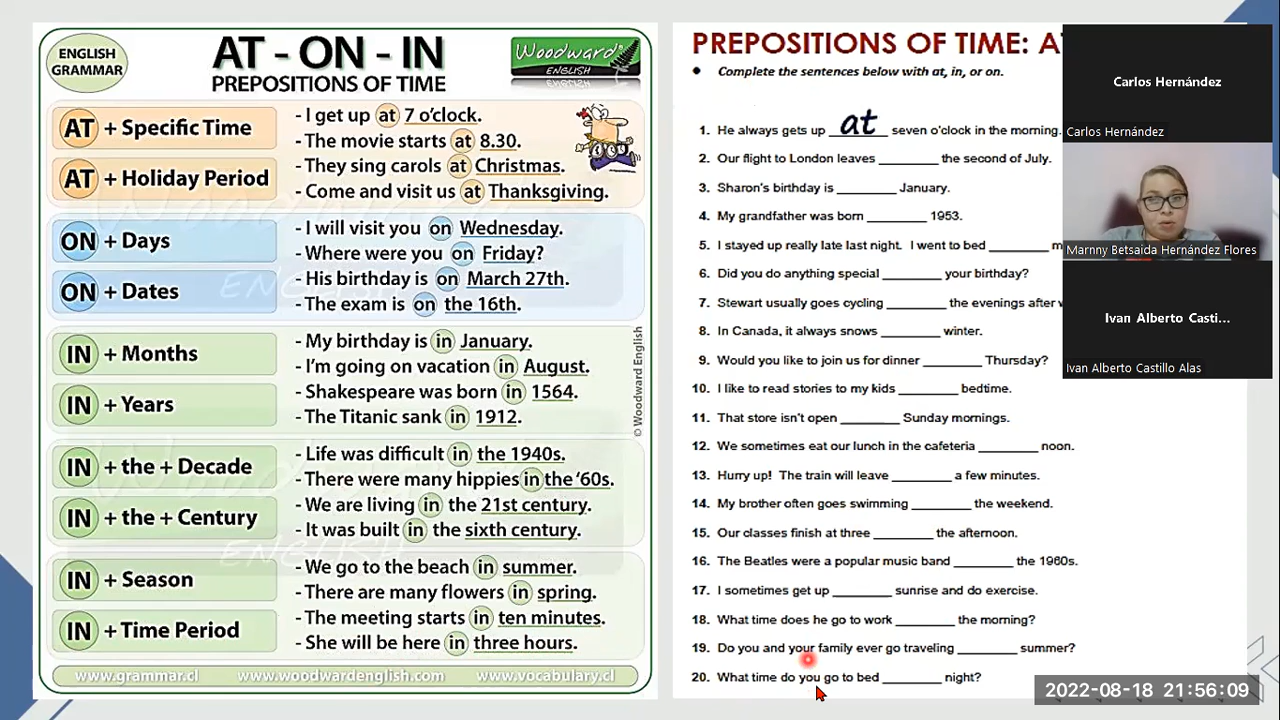 ENGLISH
GRAMMAR
AT - ON - IN
PREPOSITIONS OF TIME
Woodward®
ENGLISH
AT + Specific Time
- I get up at 7 o'clock.
- The movie starts at 8.30.
AT + Holiday Period
- They sing carols at Christmas.
- Come and visit us at Thanksgiving.
ON + Days
- I will visit you on Wednesday.
- Where were you on Friday?
ON + Dates
- His birthday is on March 27th.
- The exam is on the 16th.
IN + Months
- My birthday is in January.
- I'm going on vacation in August.
IN + Years
- Shakespeare was born in 1564.
- The Titanic sank in 1912.
IN + the + Decade
- Life was difficult in the 1940s.
- There were many hippies in the '60s.
IN + the + Century
- We are living in the 21st century.
- It was built in the sixth century.
IN + Season
- We go to the beach in summer.
- There are many flowers in spring.
IN + Time Period
- The meeting starts in ten minutes.
- She will be here in three hours.
© Woodward English
www.grammar.cl www.woodwardenglish.com www.vocabulary.cl
PREPOSITIONS OF TIME: A
• Complete the sentences below with at, in, or on.
1. He always gets up at seven o'clock in the morning.
2. Our flight to London leaves ________ the second of July.
3. Sharon's birthday is ________ January.
4. My grandfather was born ________ 1953.
5. I stayed up really late last night. I went to bed ________ m
6. Did you do anything special ________ your birthday?
7. Stewart usually goes cycling ________ the evenings after
8. In Canada, it always snows ________ winter.
9. Would you like to join us for dinner ________ Thursday?
10. I like to read stories to my kids ________ bedtime.
11. That store isn't open ________ Sunday mornings.
12. We sometimes eat our lunch in the cafeteria ________ noon.
13. Hurry up! The train will leave ________ a few minutes.
14. My brother often goes swimming ________ the weekend.
15. Our classes finish at three ________ the afternoon.
16. The Beatles were a popular music band ________ the 1960s.
17. I sometimes get up ________ sunrise and do exercise.
18. What time does he go to work ________ the morning?
19. Do you and your family ever go traveling ________ summer?
20. What time do you go to bed ________ night?
Carlos Hernández
Carlos Hernández
Marnny Betsaida Hernández Flores
Ivan Alberto Casti...
Ivan Alberto Castillo Alas
2022-08-18 21:56:09